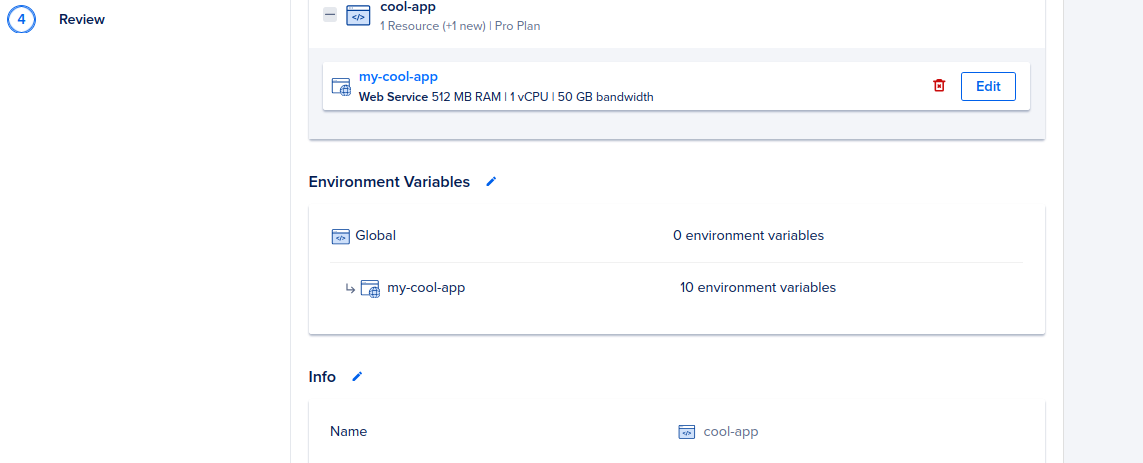 4 Review
cool-app
1 Resource (+1 new) | Pro Plan
my-cool-app
Web Service 512 MB RAM | 1 vCPU | 50 GB bandwidth
Edit
Environment Variables
Global 0 environment variables
my-cool-app 10 environment variables
Info
Name cool-app